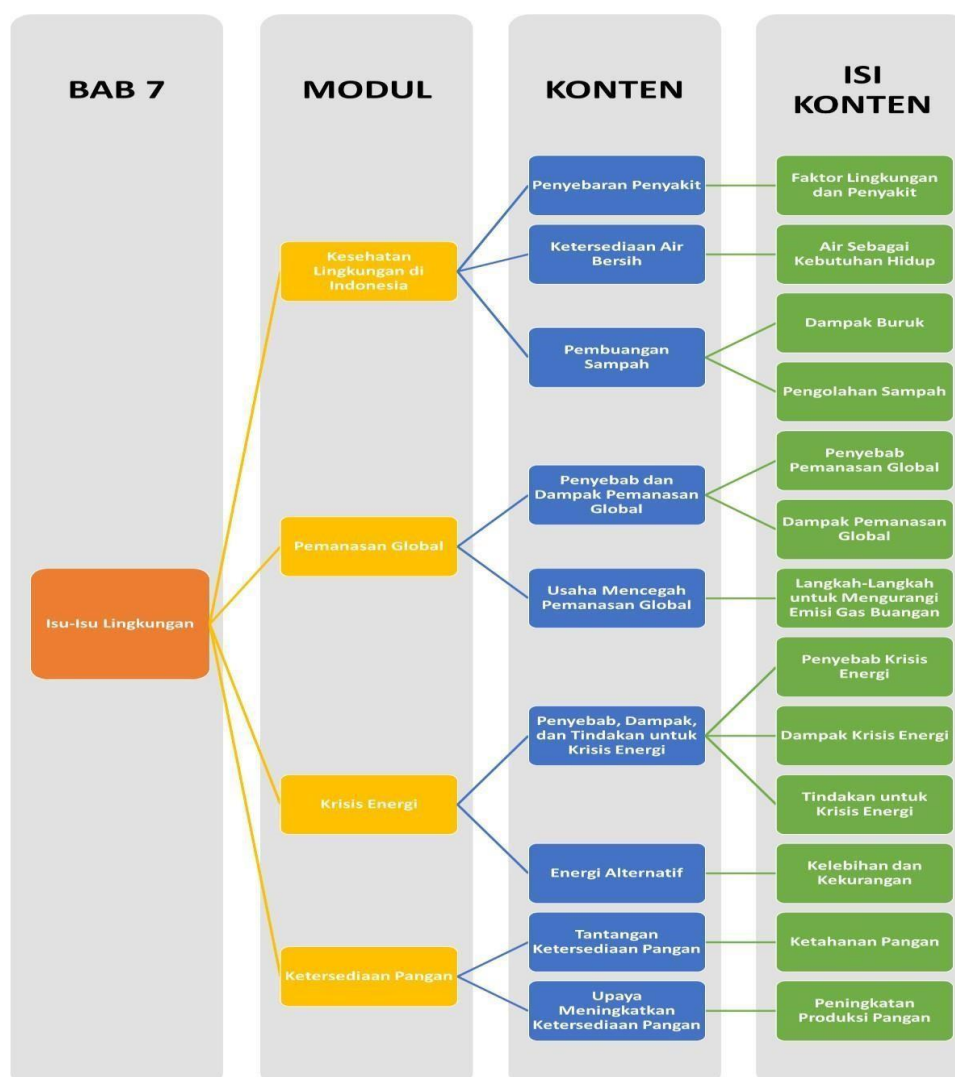 BAB 7
MODUL
KONTEN
ISI
KONTEN
Isu-Isu Lingkungan
Kesehatan
Lingkungan di
Indonesia
Penyebaran Penyakit
Faktor Lingkungan
dan Penyakit
Ketersediaan Air
Bersih
Air Sebagai
Kebutuhan Hidup
Pembuangan
Sampah
Dampak Buruk
Pengolahan Sampah
Pemanasan Global
Penyebab dan
Dampak Pemanasan
Global
Penyebab
Pemanasan Global
Dampak Pemanasan
Global
Usaha Mencegah
Pemanasan Global
Langkah-Langkah
untuk Mengurangi
Emisi Gas Buangan
Krisis Energi
Penyebab, Dampak,
dan Tindakan untuk
Krisis Energi
Penyebab Krisis
Energi
Dampak Krisis Energi
Tindakan untuk
Krisis Energi
Energi Alternatif
Kelebihan dan
Kekurangan
Ketersediaan Pangan
Tantangan
Ketersediaan Pangan
Ketahanan Pangan
Upaya
Meningkatkan
Ketersediaan Pangan
Peningkatan
Produksi Pangan